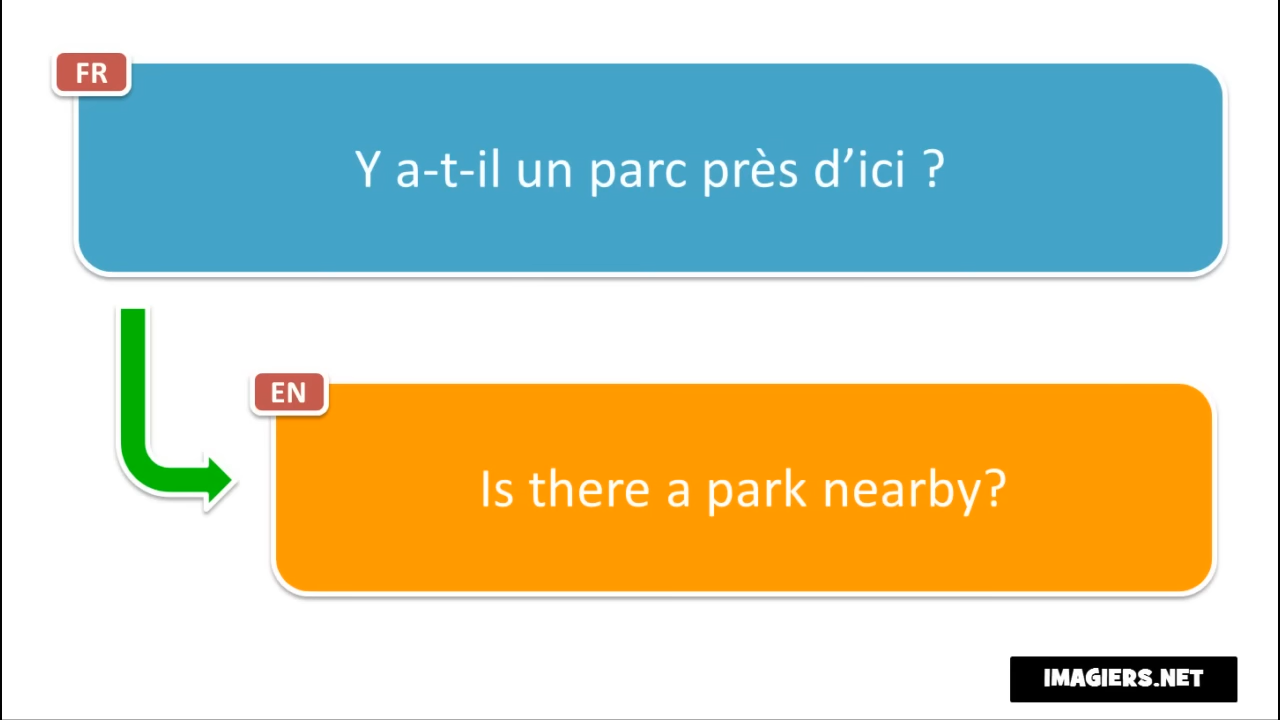 FR
Y a-t-il un parc près d’ici ?
EN
Is there a park nearby?
IMAGIERS.NET